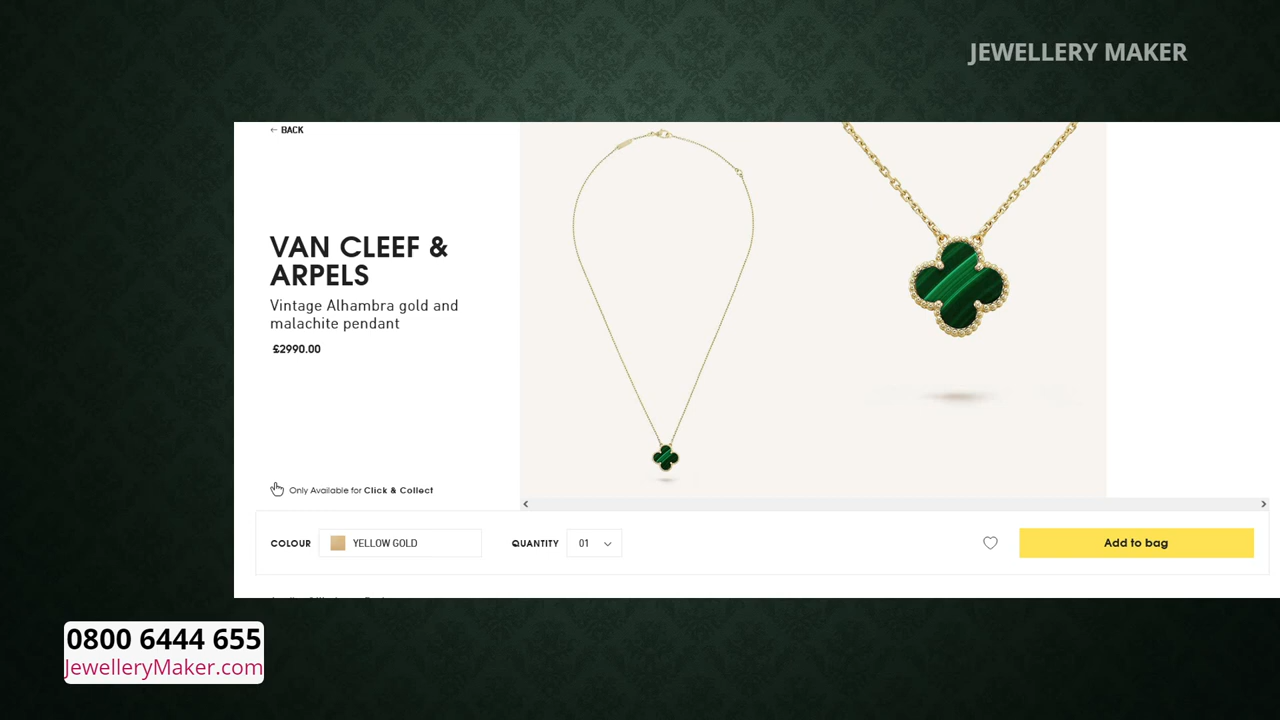 JEWELLERY MAKER
← BACK
VAN CLEEF &
ARPELS
Vintage Alhambra gold and
malachite pendant
£2990.00
Only Available for Click & Collect
COLOUR YELLOW GOLD QUANTITY 01 Add to bag
0800 6444 655
JewelleryMaker.com